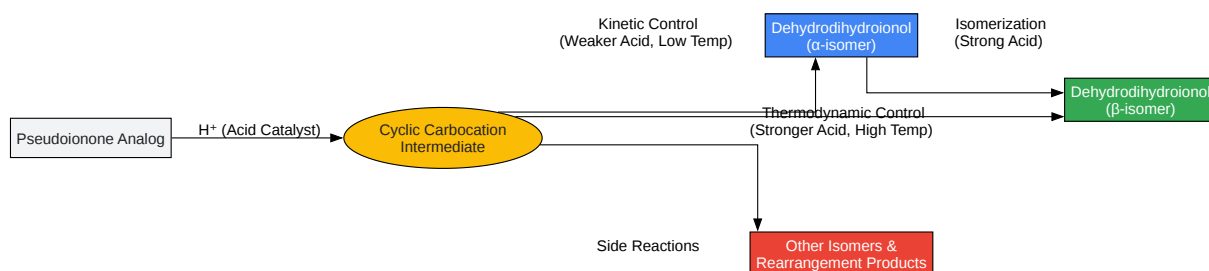 Kinetic Control
(Weaker Acid, Low Temp)
Dehydrodihydroionol
(α-isomer)
Isomerization
(Strong Acid)
Dehydrodihydroionol
(β-isomer)
Pseudoionone Analog
H⁺ (Acid Catalyst)
Cyclic Carbocation
Intermediate
Thermodynamic Control
(Stronger Acid, High Temp)
Side Reactions
Other Isomers &
Rearrangement Products